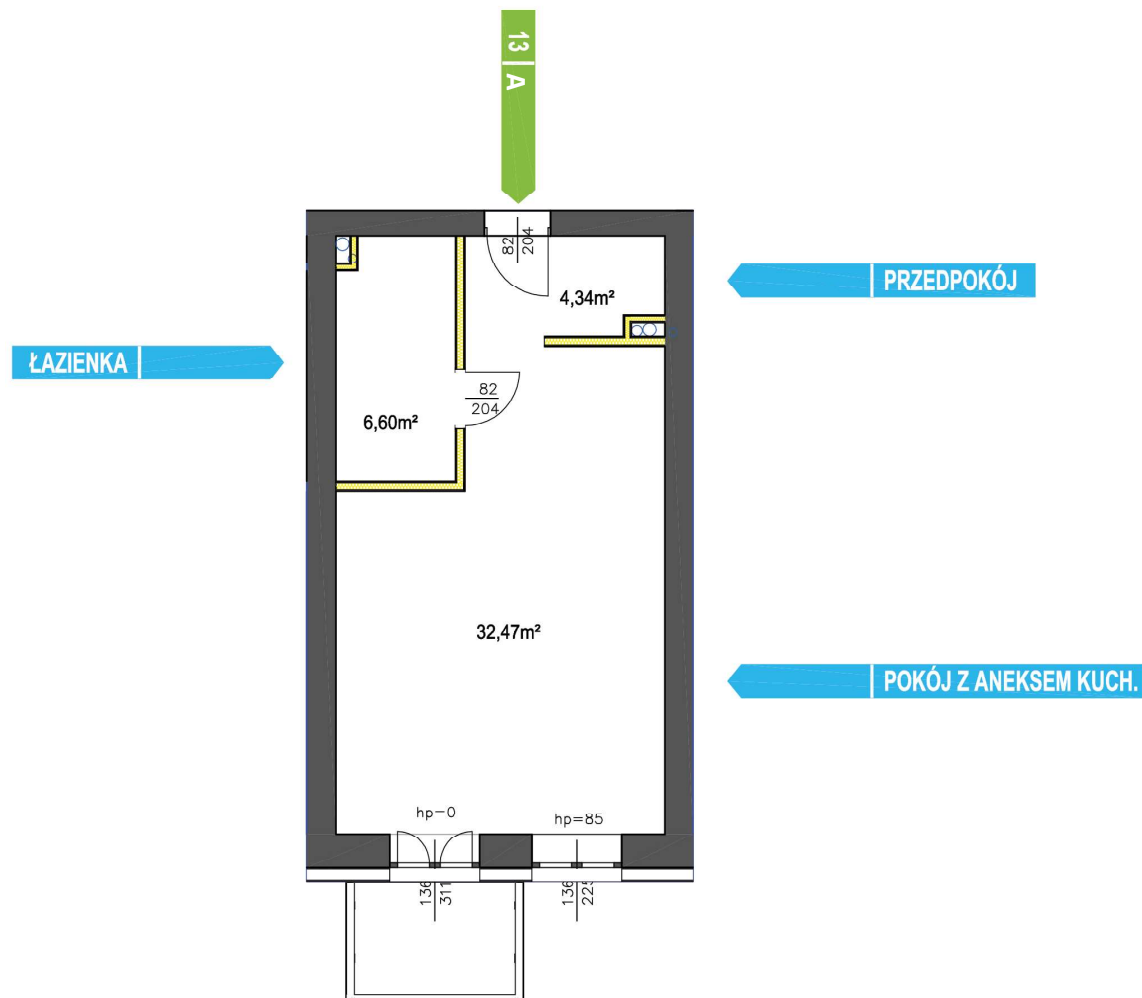 13 | A
82
204
4,34m²
PRZEDPOKÓJ
ŁAZIENKA
82
204
6,60m²
32,47m²
POKÓJ Z ANEKSEM KUCH.
hp-0
hp=85
136
311
136
225